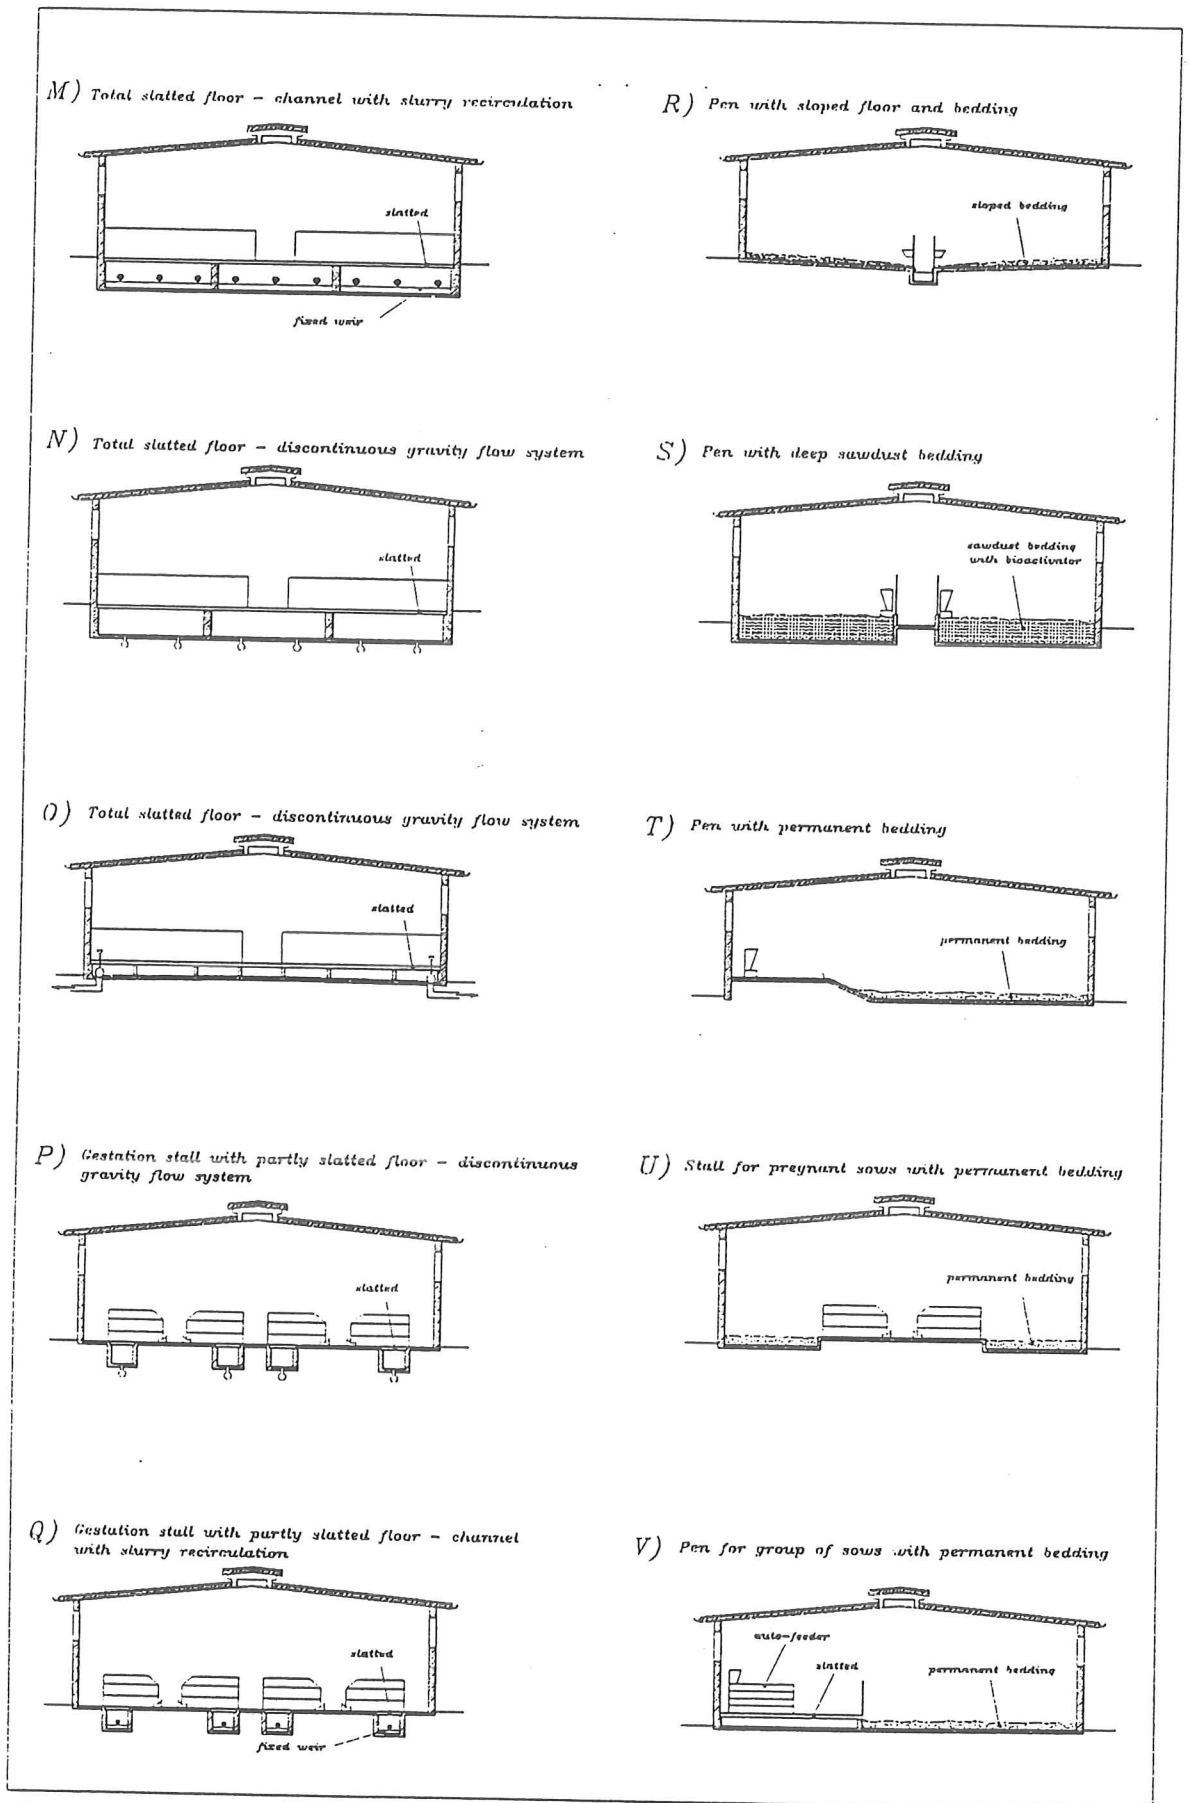 M) Total slatted floor – channel with slurry recirculation
slatted
fixed weir
N) Total slatted floor – discontinuous gravity flow system
slatted
O) Total slatted floor – discontinuous gravity flow system
slatted
P) Gestation stall with partly slatted floor – discontinuous
gravity flow system
slatted
Q) Gestation stall with partly slatted floor – channel
with slurry recirculation
slatted
fixed weir
R) Pen with sloped floor and bedding
sloped bedding
S) Pen with deep sawdust bedding
sawdust bedding
with bioactivator
T) Pen with permanent bedding
permanent bedding
U) Stall for pregnant sows with permanent bedding
permanent bedding
V) Pen for group of sows with permanent bedding
auto-feeder
slatted
permanent bedding